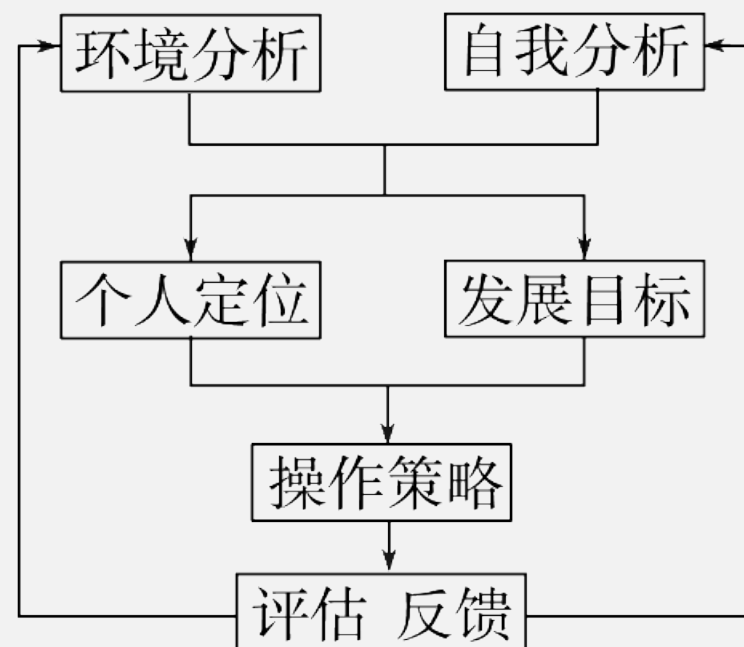 环境分析
自我分析
个人定位
发展目标
操作策略
评估 反馈